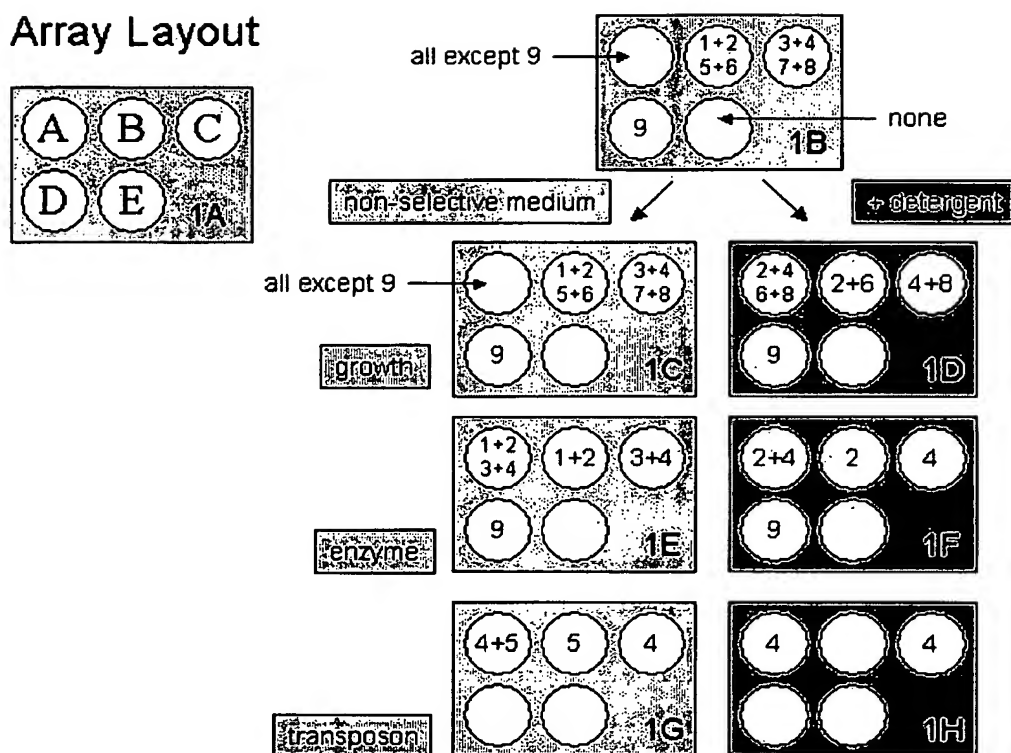 Array Layout
A B C
D E
1A
all except 9
1+2
5+6
3+4
7+8
9
none
1B
non-selective medium
+ detergent
all except 9
1+2
5+6
3+4
7+8
9
1C
2+4
6+8
2+6
4+8
9
1D
growth
1+2
3+4
1+2
3+4
9
1E
2+4
2
4
9
1F
enzyme
4+5
5
4
1G
4
4
1H
transposon